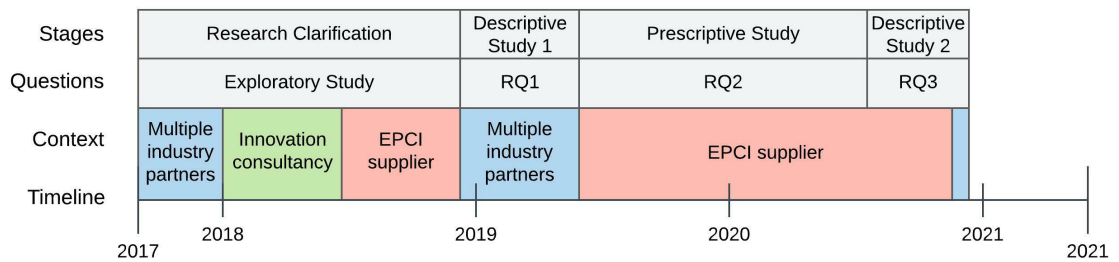 Stages
Research Clarification
Descriptive
Study 1
Prescriptive Study
Descriptive
Study 2
Questions
Exploratory Study
RQ1
RQ2
RQ3
Context
Multiple
industry
partners
Innovation
consultancy
EPCI
supplier
Multiple
industry
partners
EPCI supplier
Timeline
2017
2018
2019
2020
2021
2021